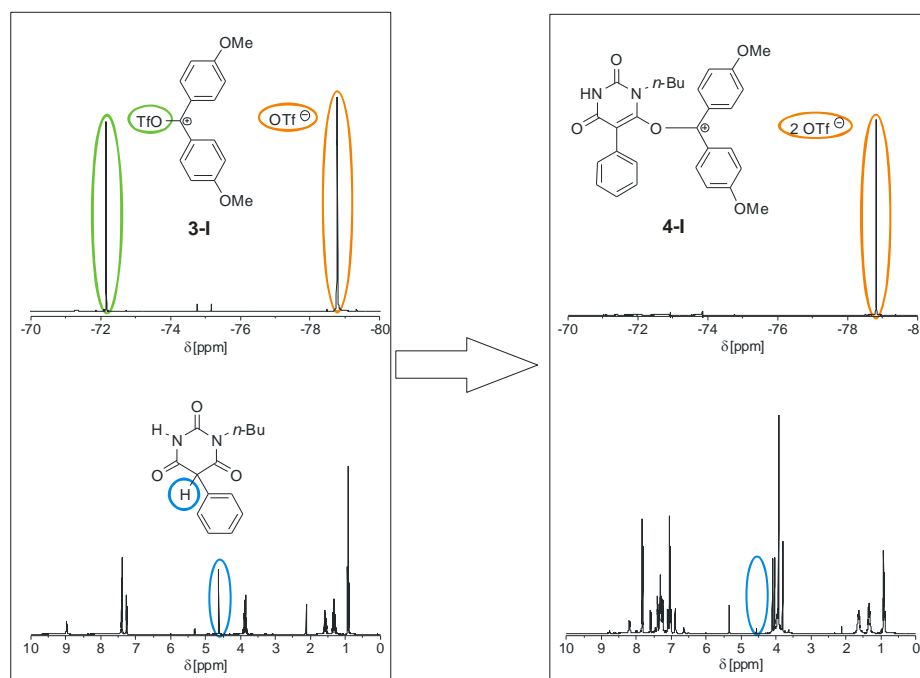 OMe
TfO
⊕
OTf ⊖
OMe
3-I
-70 -72 -74 -76 -78 -80
δ [ppm]
O
H
N
N
n-Bu
O
O
H
10 9 8 7 6 5 4 3 2 1 0
δ [ppm]
OMe
O
n-Bu
HN
N
O
O
⊕
2 OTf ⊖
OMe
4-I
-70 -72 -74 -76 -78 -80
δ [ppm]
10 9 8 7 6 5 4 3 2 1 0
δ [ppm]